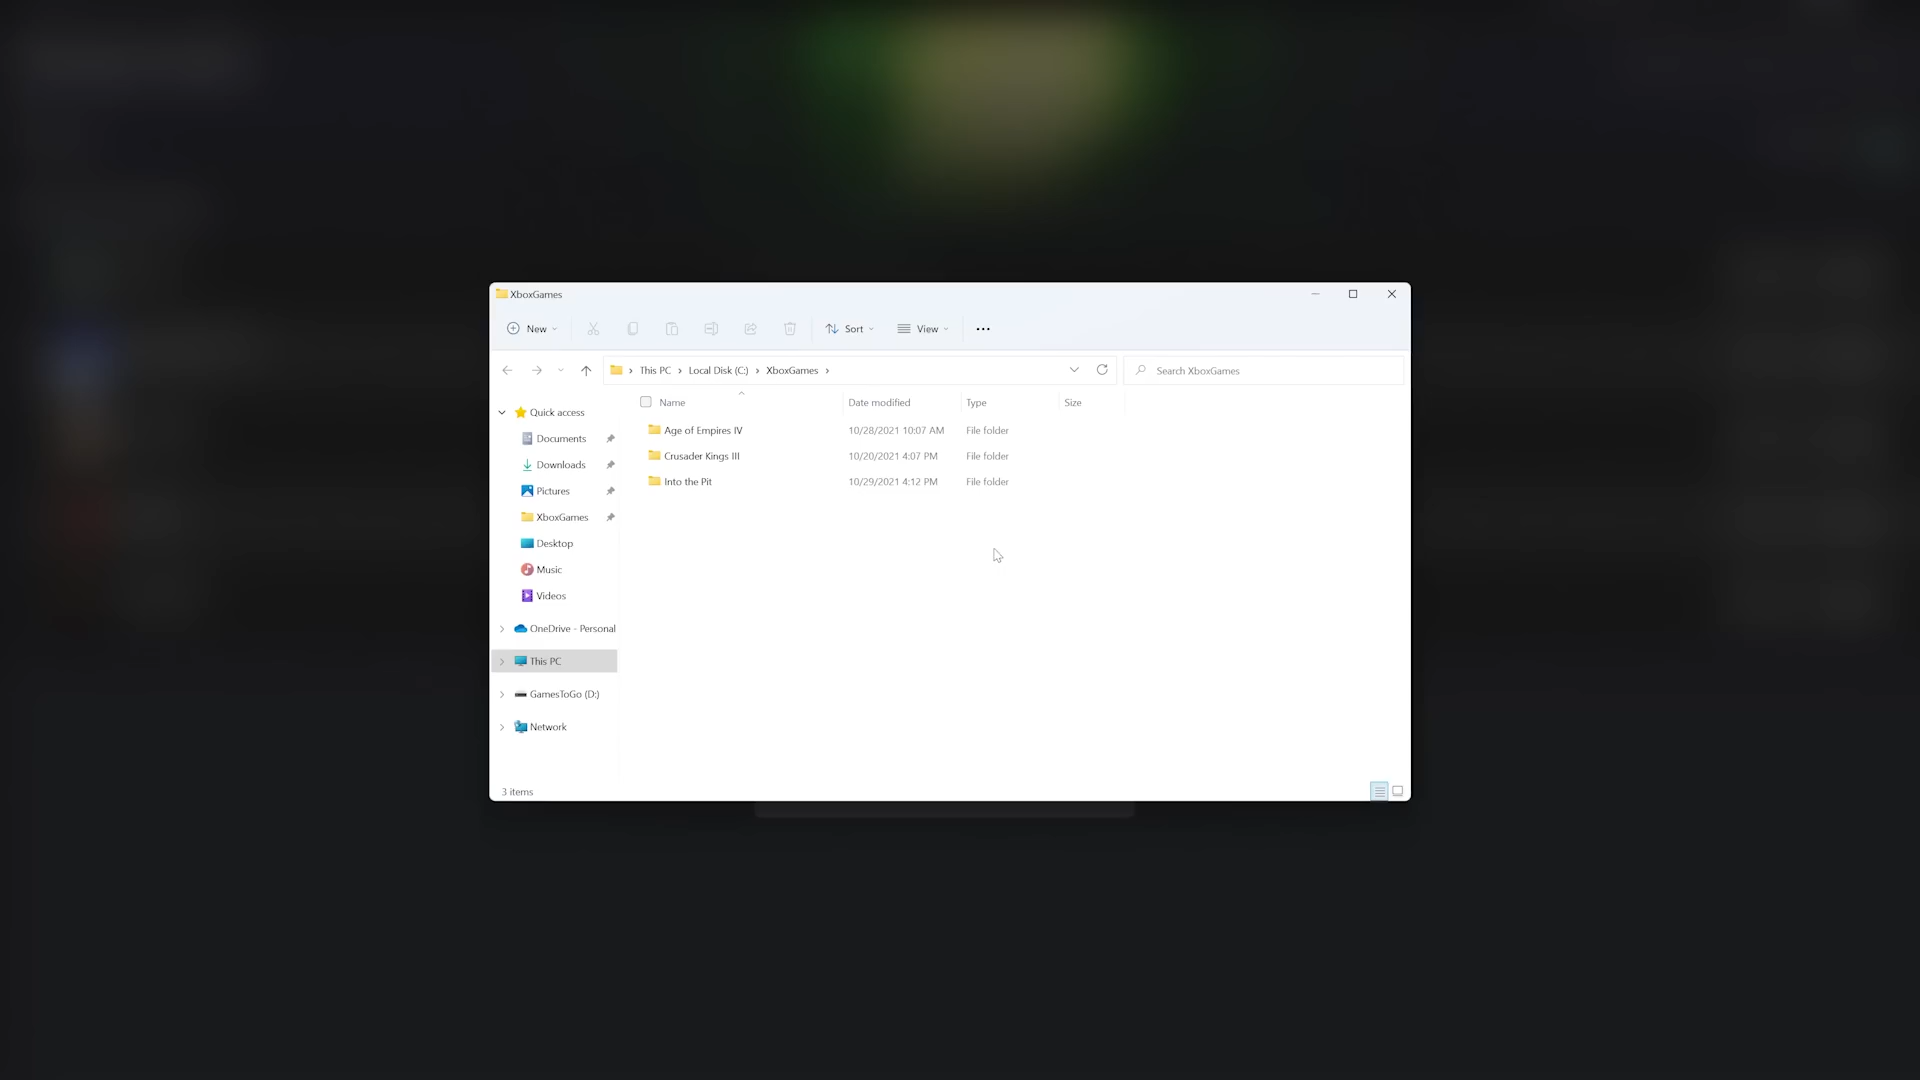 XboxGames
New
Sort
View
This PC > Local Disk (C:) > XboxGames >
Search XboxGames
Name Date modified Type Size
Quick access
Documents
Downloads
Pictures
XboxGames
Desktop
Music
Videos
OneDrive - Personal
This PC
GamesToGo (D:)
Network
Age of Empires IV 10/28/2021 10:07 AM File folder
Crusader Kings III 10/20/2021 4:07 PM File folder
Into the Pit 10/29/2021 4:12 PM File folder
3 items